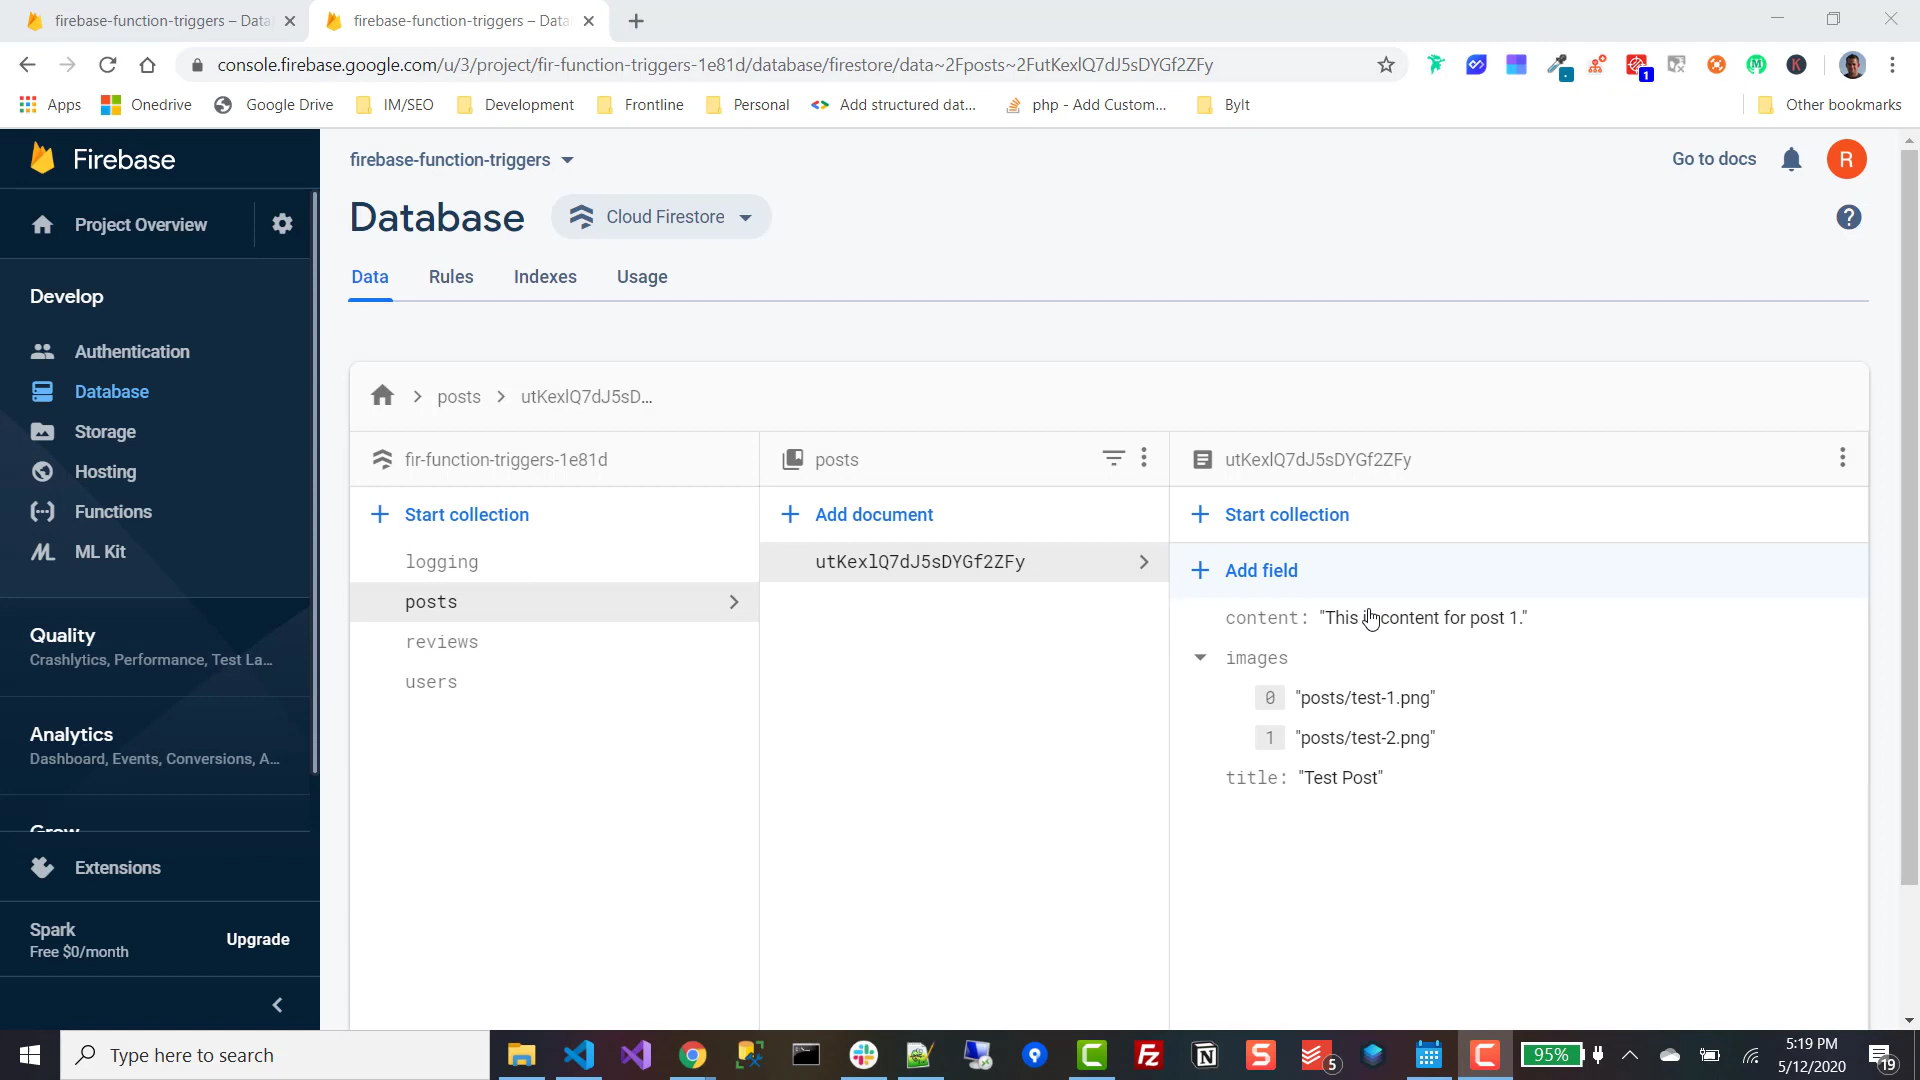 firebase-function-triggers – Data
firebase-function-triggers – Data
console.firebase.google.com/u/3/project/fir-function-triggers-1e81d/database/firestore/data~2Fposts~2FutKexlQ7dJ5sDYGf2ZFy
1
Apps
Onedrive
Google Drive
IM/SEO
Development
Frontline
Personal
Add structured dat...
php - Add Custom...
Bylt
Other bookmarks
Firebase
firebase-function-triggers
Go to docs
R
Project Overview
Database
Cloud Firestore
Data
Rules
Indexes
Usage
Develop
Authentication
Database
Storage
Hosting
Functions
ML Kit
Quality
Crashlytics, Performance, Test La...
Analytics
Dashboard, Events, Conversions, A...
Grow
Extensions
Spark
Free $0/month
Upgrade
posts
utKexlQ7dJ5sD...
fir-function-triggers-1e81d
Start collection
logging
posts
reviews
users
posts
Add document
utKexlQ7dJ5sDYGf2ZFy
utKexlQ7dJ5sDYGf2ZFy
Start collection
Add field
content: "This is content for post 1."
images
0 "posts/test-1.png"
1 "posts/test-2.png"
title: "Test Post"
Type here to search
5
95%
5:19 PM
5/12/2020
19